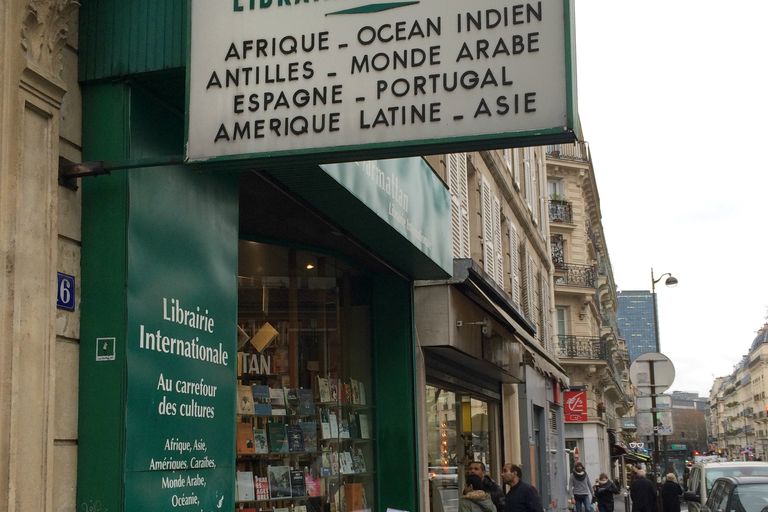 AFRIQUE - OCEAN INDIEN
ANTILLES - MONDE ARABE
ESPAGNE - PORTUGAL
AMERIQUE LATINE - ASIE
6
Librairie
Internationale
Au carrefour
des cultures
Afrique, Asie,
Amériques, Caraïbes,
Monde Arabe,
Océanie,
TAN